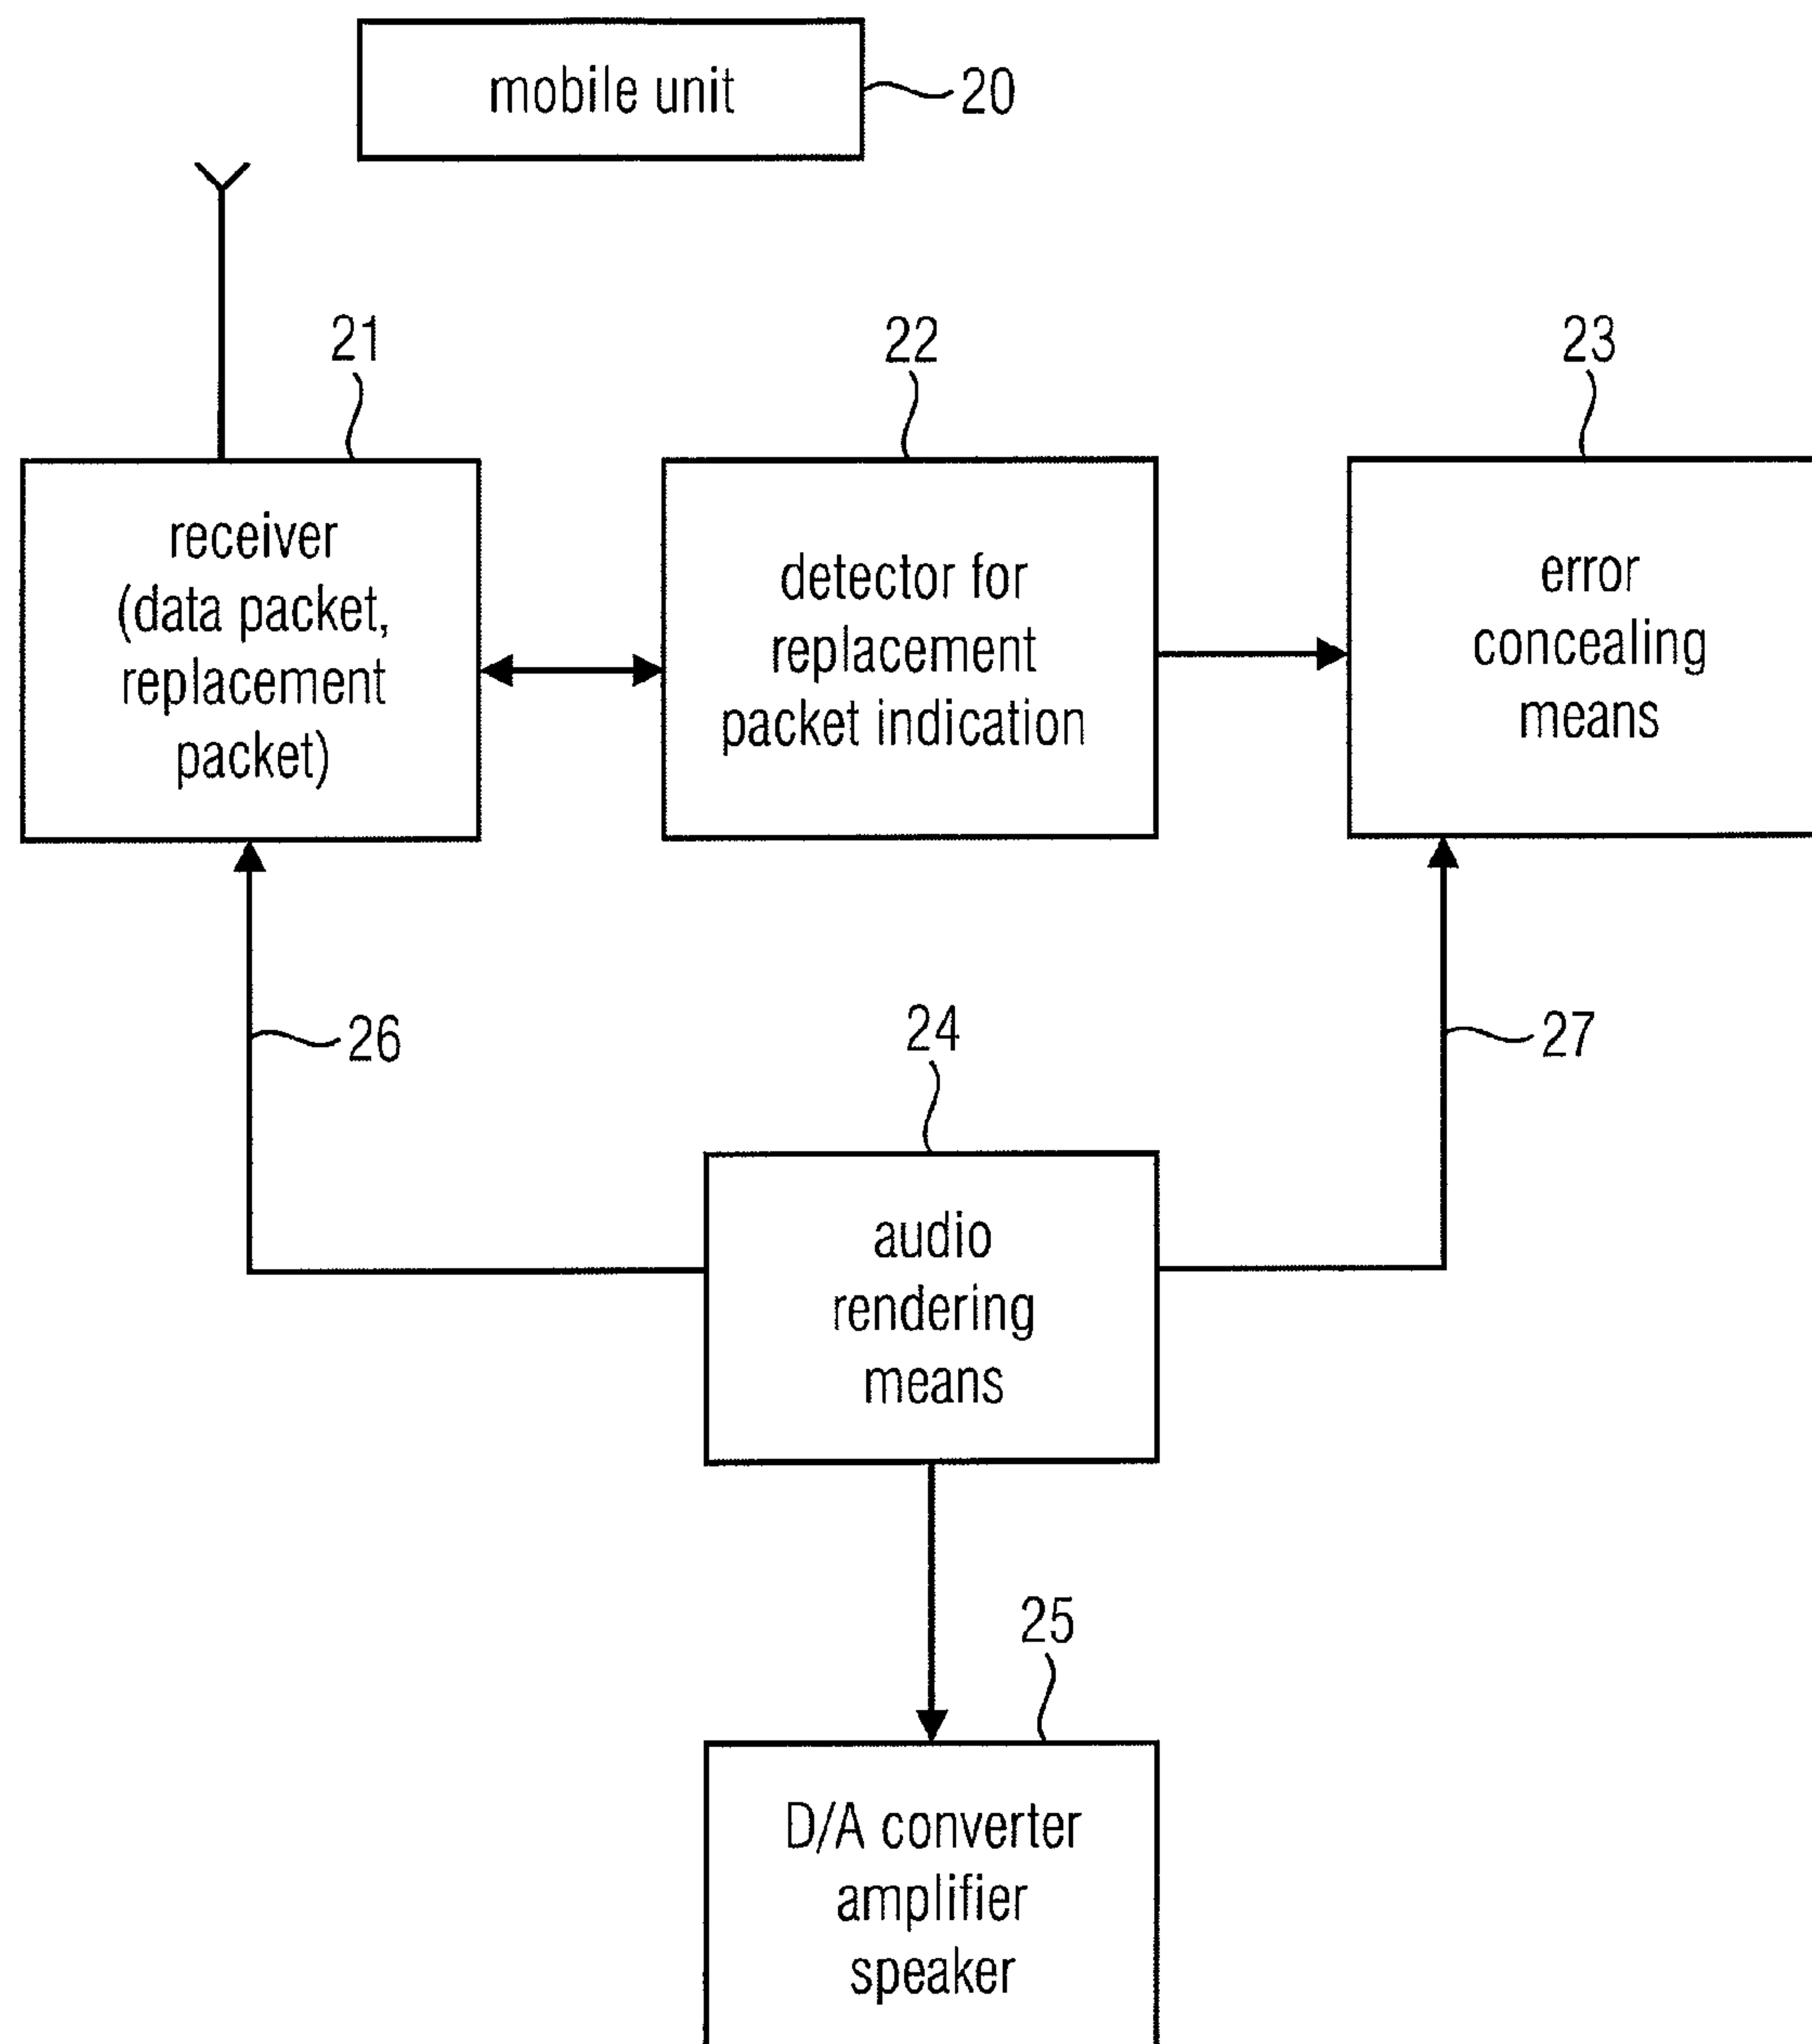 mobile unit
20
21
22
23
receiver
(data packet,
replacement
packet)
detector for
replacement
packet indication
error
concealing
means
26
24
27
audio
rendering
means
25
D/A converter
amplifier
speaker